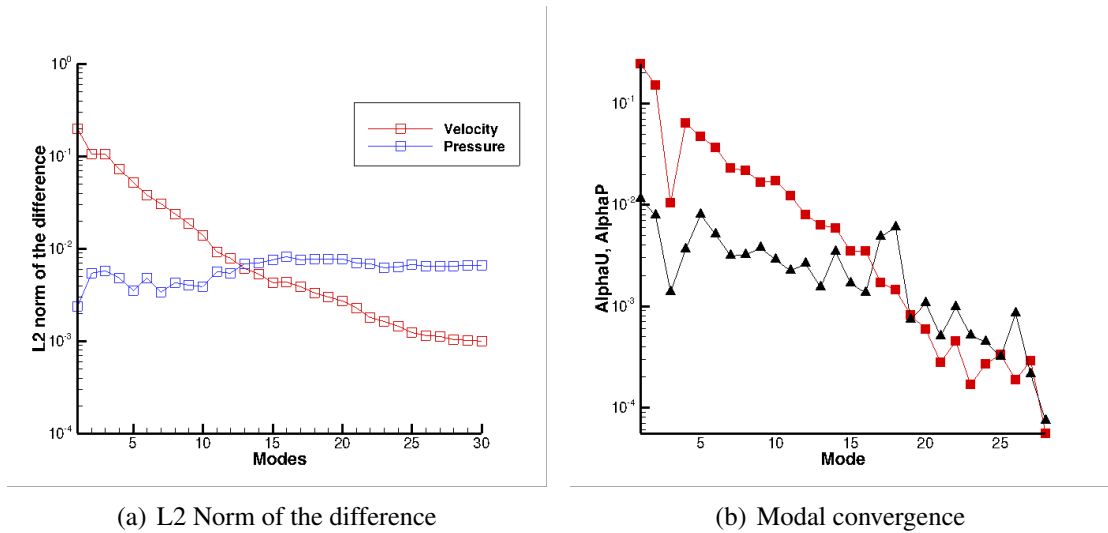 10^0
10^-1
10^-2
10^-3
10^-4
L2 norm of the difference
Velocity
Pressure
5
10
15
20
25
30
Modes
(a) L2 Norm of the difference
10^-1
10^-2
10^-3
10^-4
AlphaU, AlphaP
5
10
15
20
25
Mode
(b) Modal convergence